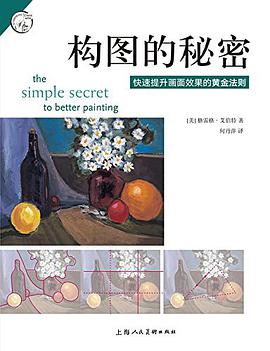 构图的秘密
the
simple secret
to better painting
快速提升画面效果的黄金法则
[美] 格雷格·艾伯特 著
何丹萍 译
上海人民美术出版社